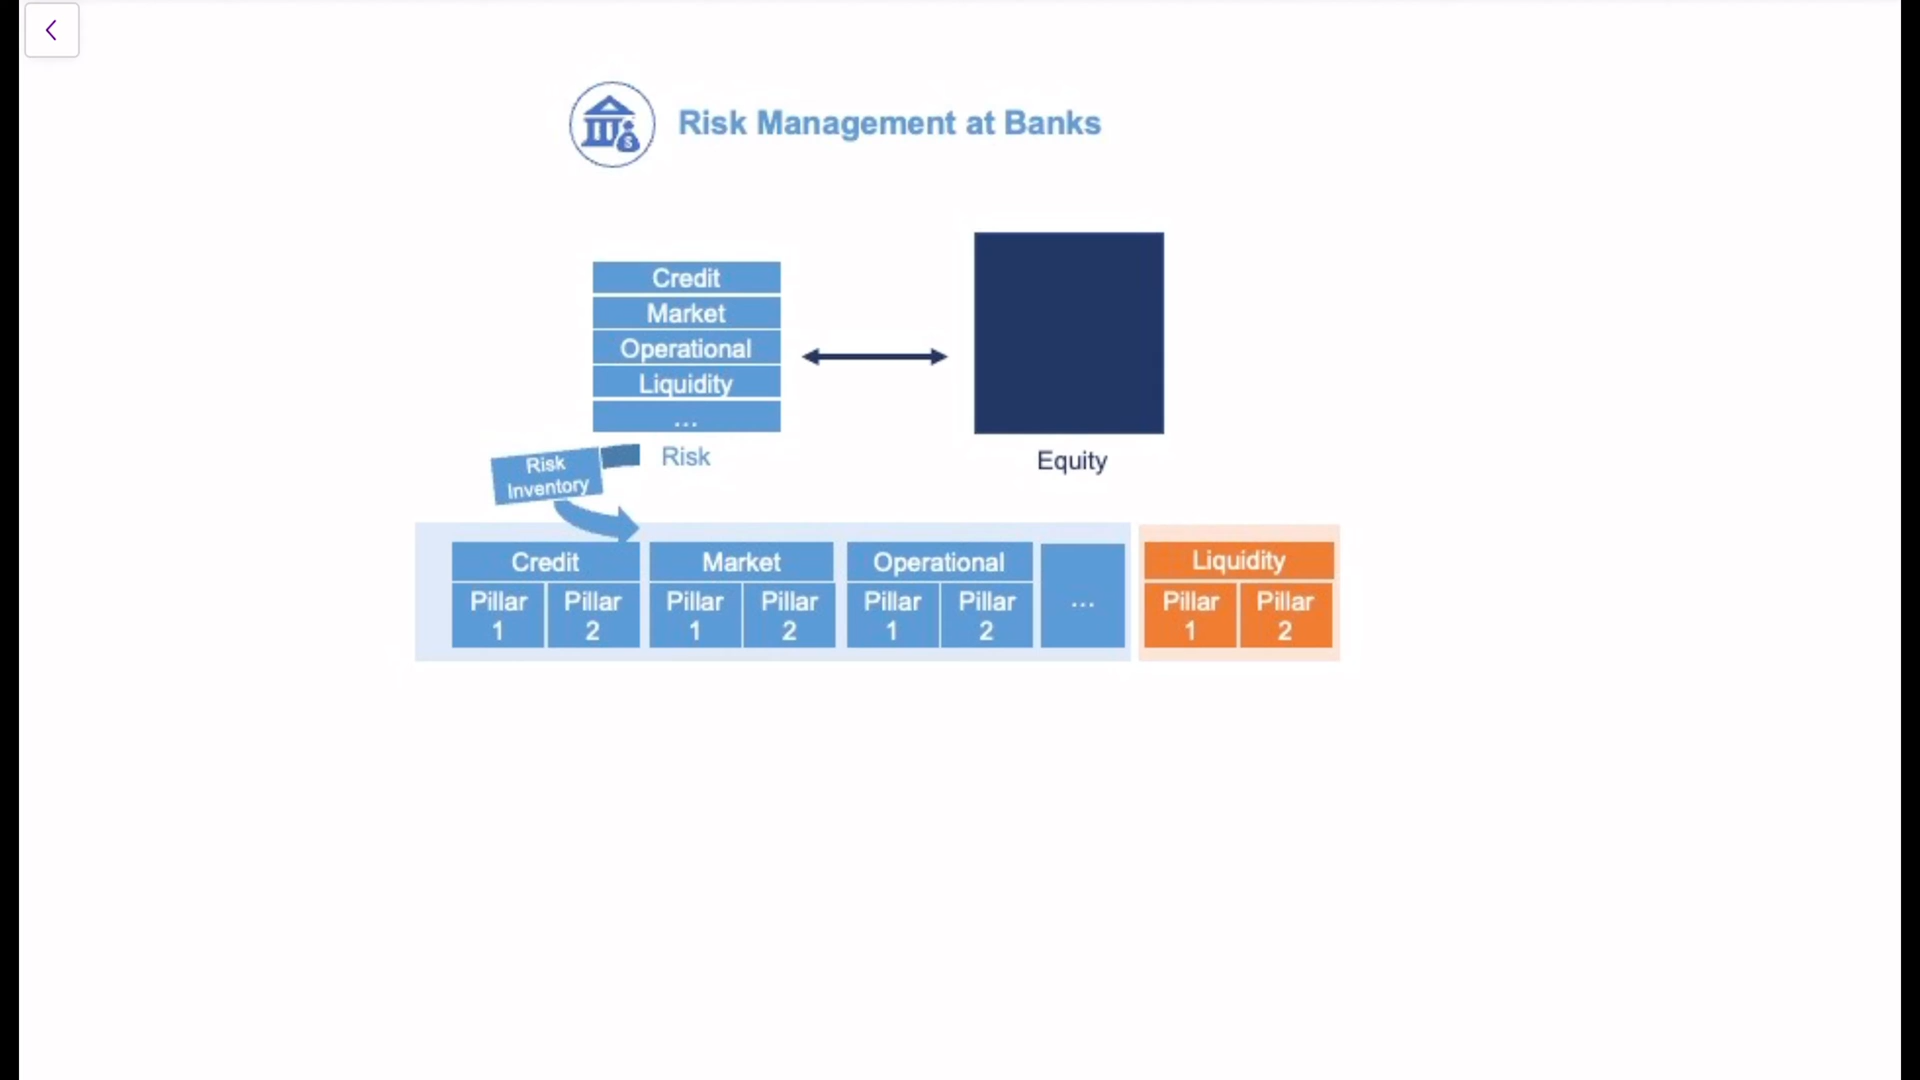 Risk Management at Banks
$
Credit
Market
Operational
Liquidity
...
Risk
Equity
Risk
Inventory
Credit
Pillar
1
Pillar
2
Market
Pillar
1
Pillar
2
Operational
Pillar
1
Pillar
2
...
Liquidity
Pillar
1
Pillar
2